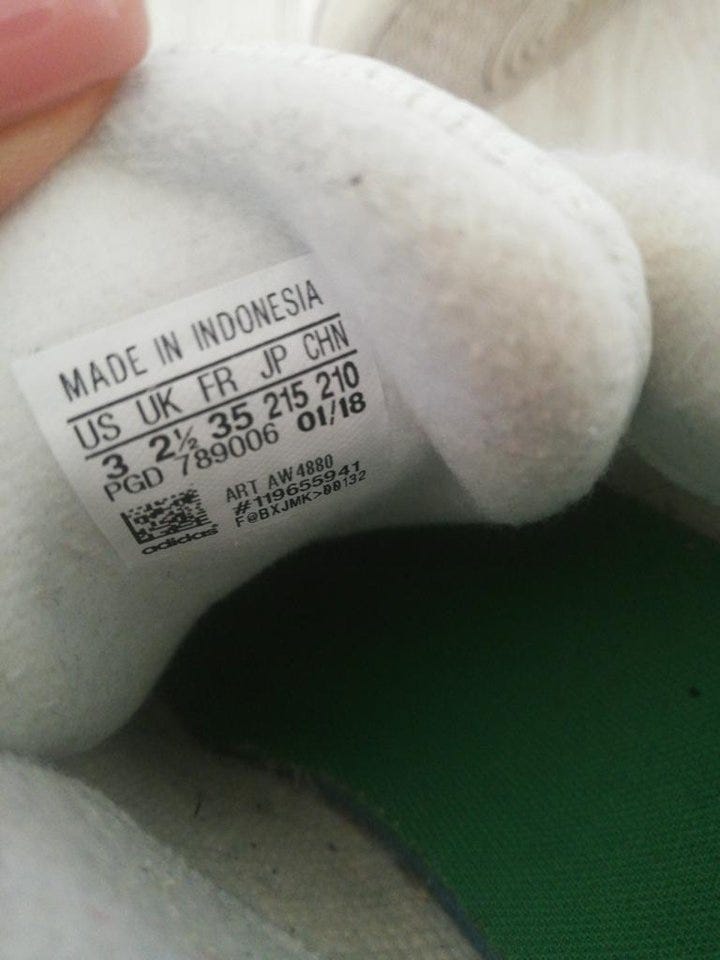 MADE IN INDONESIA
US UK FR JP CHN
3 2½ 35 215 210
PGD 789006 01/18
ART AW4880
#119655941
F@BXJMK>00132
adidas